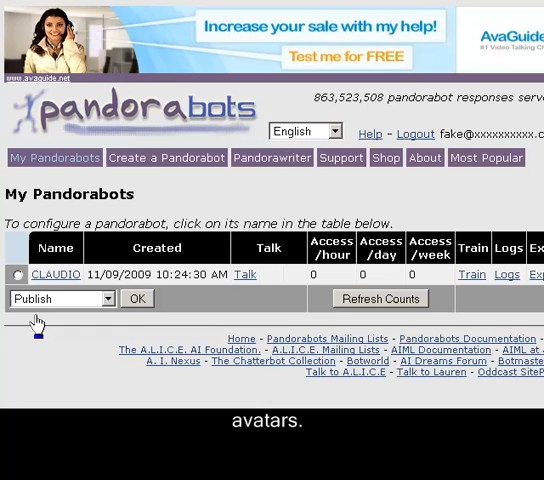 Increase your sale with my help!
Test me for FREE
AvaGuide
#1 Video Talking Ch
www.avaguide.net
pandorabots
863,523,508 pandorabot responses serve
English
Help - Logout fake@xxxxxxxxxx.c
My Pandorabots Create a Pandorabot Pandorawriter Support Shop About Most Popular
My Pandorabots
To configure a pandorabot, click on its name in the table below.
Name Created Talk Access /hour Access /day Access /week Train Logs Exp
CLAUDIO 11/09/2009 10:24:30 AM Talk 0 0 0 Train Logs Exp
Publish OK Refresh Counts
Home - Pandorabots Mailing Lists - Pandorabots Documentation -
The A.L.I.C.E. AI Foundation. - A.L.I.C.E. Mailing Lists - AIML Documentation - AIML at
A. I. Nexus - The Chatterbot Collection - Botworld - AI Dreams Forum - Botmaste
Talk to A.L.I.C.E - Talk to Lauren - Oddcast SiteP
avatars.